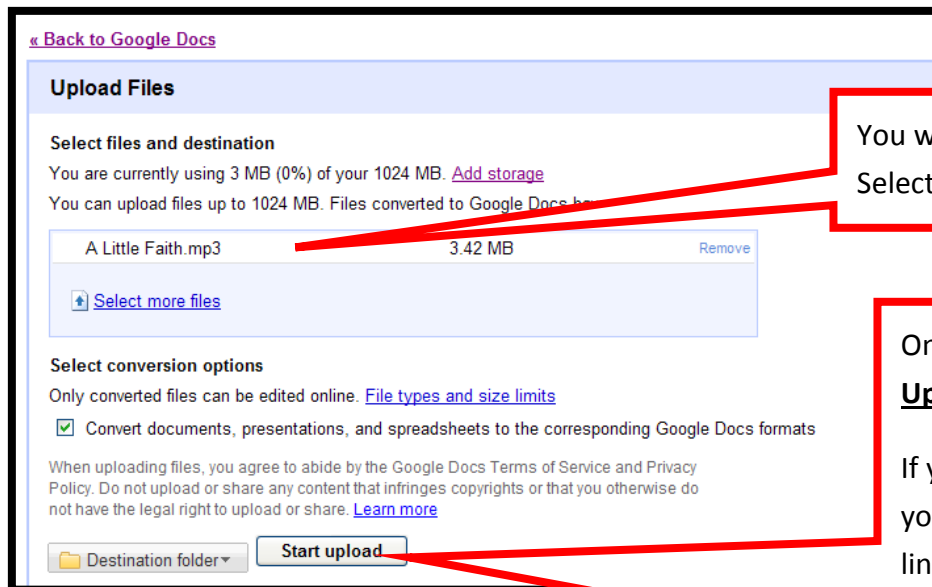 « Back to Google Docs
Upload Files
Select files and destination
You are currently using 3 MB (0%) of your 1024 MB. Add storage
You can upload files up to 1024 MB. Files converted to Google Docs
A Little Faith.mp3 3.42 MB Remove
Select more files
Select conversion options
Only converted files can be edited online. File types and size limits
Convert documents, presentations, and spreadsheets to the corresponding Google Docs formats
When uploading files, you agree to abide by the Google Docs Terms of Service and Privacy
Policy. Do not upload or share any content that infringes copyrights or that you otherwise do
not have the legal right to upload or share. Learn more
Destination folder
Start upload
You w
Select
Up
If y
yo
lin